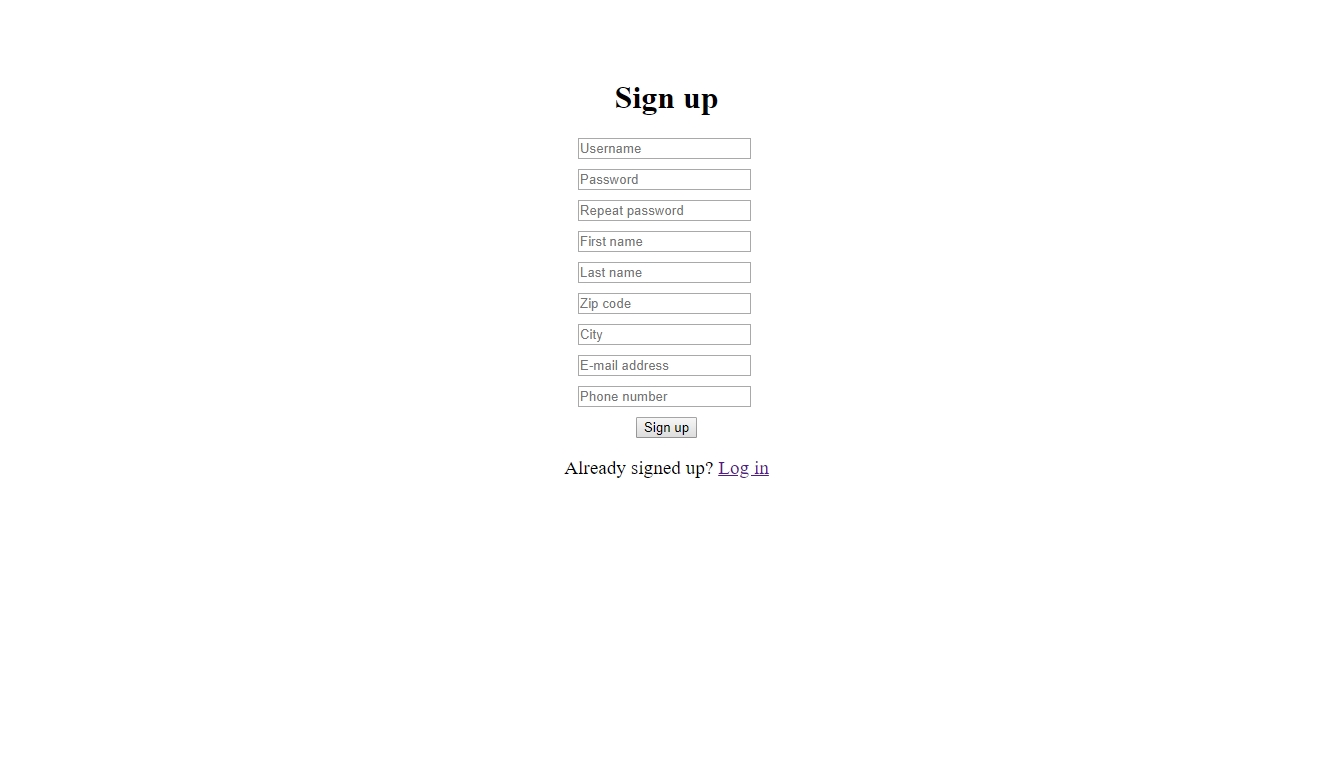 Sign up
Username
Password
Repeat password
First name
Last name
Zip code
City
E-mail address
Phone number
Sign up
Already signed up? Log in